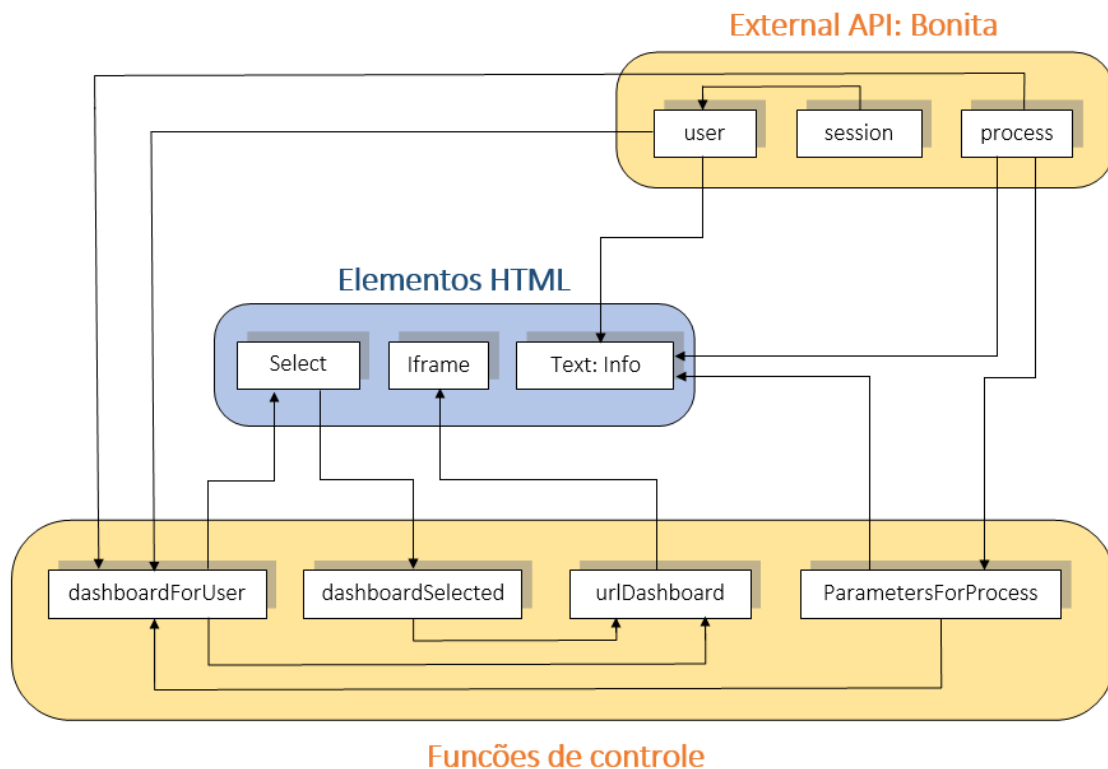 External API: Bonita
user
session
process
Elementos HTML
Select
Iframe
Text: Info
dashboardForUser
dashboardSelected
urlDashboard
ParametersForProcess
Funcões de controle